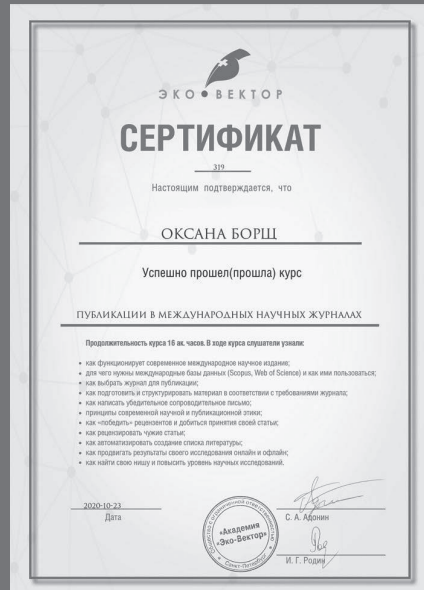 ЭКО • ВЕКТОР
СЕРТИФИКАТ
319
Настоящим подтверждается, что
ОКСАНА БОРЩ
Успешно прошел(прошла) курс
ПУБЛИКАЦИИ В МЕЖДУНАРОДНЫХ НАУЧНЫХ ЖУРНАЛАХ
Продолжительность курса 16 ак. часов. В ходе курса слушатели узнали:
• как функционирует современное международное научное издание;
• для чего нужны международные базы данных (Scopus, Web of Science) и как ими пользоваться;
• как выбрать журнал для публикации;
• как подготовить и структурировать материал в соответствии с требованиями журнала;
• как написать убедительное сопроводительное письмо;
• принципы современной научной и публикационной этики;
• как «победить» рецензентов и добиться принятия своей статьи;
• как рецензировать чужие статьи;
• как автоматизировать создание списка литературы;
• как продвигать результаты своего исследования онлайн и офлайн;
• как найти свою нишу и повысить уровень научных исследований.
2020-10-23
Дата
Общество с ограниченной ответственностью
«Академия
«Эко-Вектор»
Санкт-Петербург
С. А. Адонин
И. Г. Родин